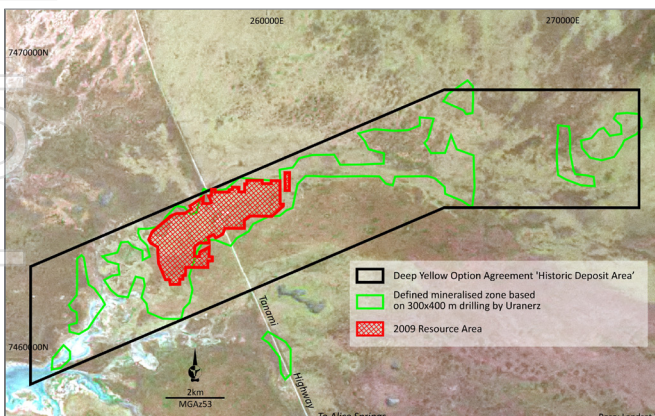 260000E
270000E
7470000N
Deep Yellow Option Agreement 'Historic Deposit Area'
Defined mineralised zone based
on 300x400 m drilling by Uranerz
2009 Resource Area
Tanami
Highway
7460000N
2km
MGAz53